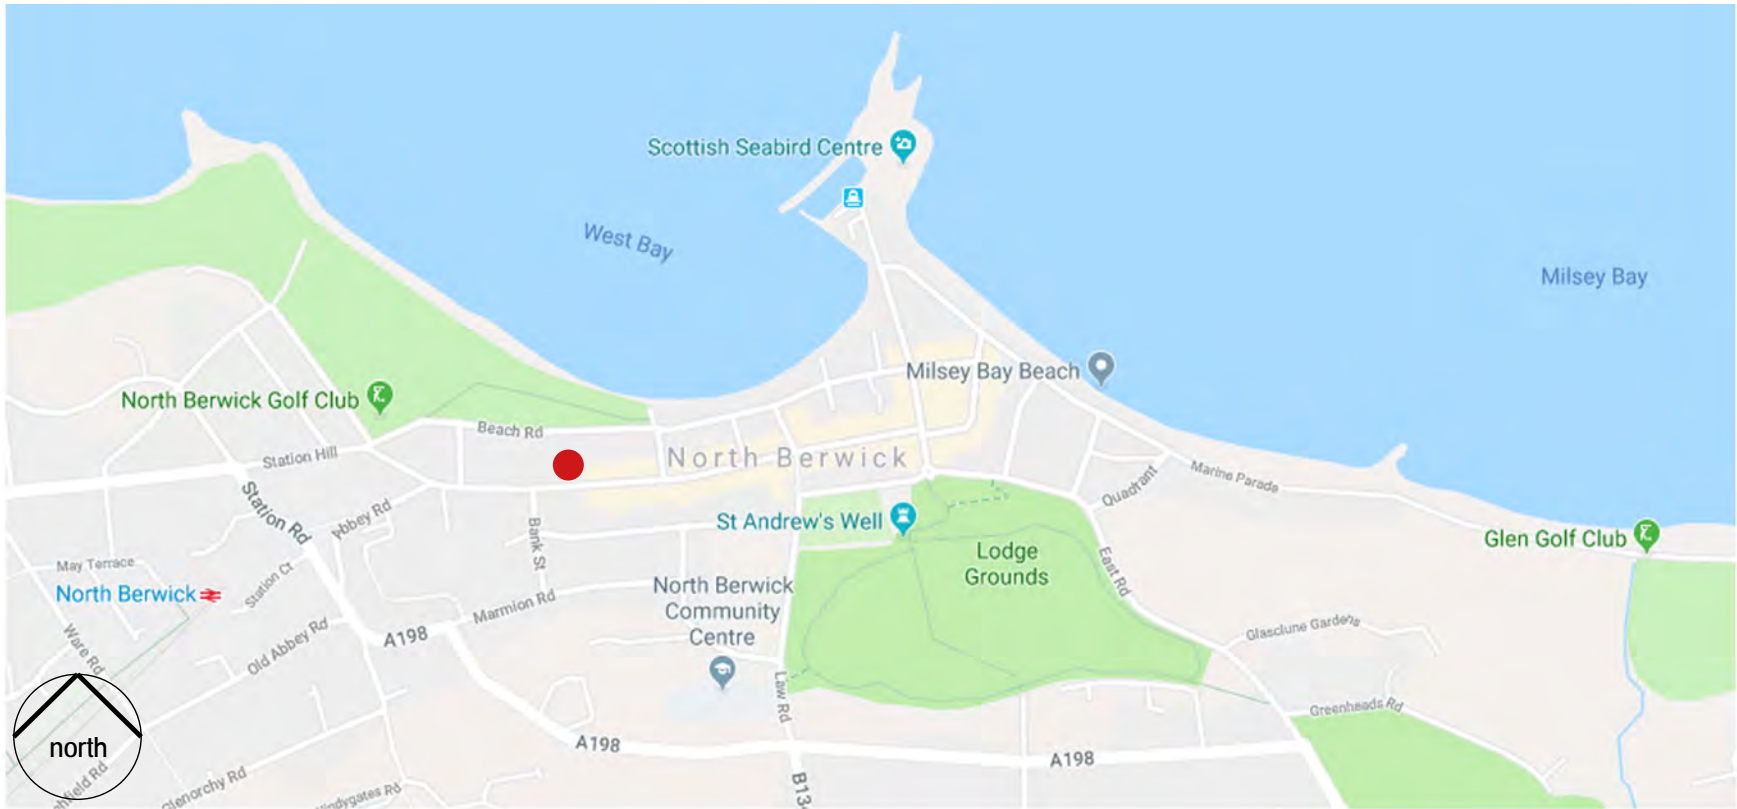 Scottish Seabird Centre
West Bay
Milsey Bay
Milsey Bay Beach
North Berwick Golf Club
Beach Rd
Station Hill
North Berwick
Marine Parade
Quadrant
Station Rd
Abbey Rd
Bank St
St Andrew's Well
Glen Golf Club
Lodge
Grounds
East Rd
May Terrace
Station Ct
North Berwick
North Berwick
Community
Centre
Marmion Rd
Ware Rd
Old Abbey Rd
A198
Glasclune Gardens
Law Rd
Greenheads Rd
north
A198
A198
Rd
Glenorchy Rd
Rd